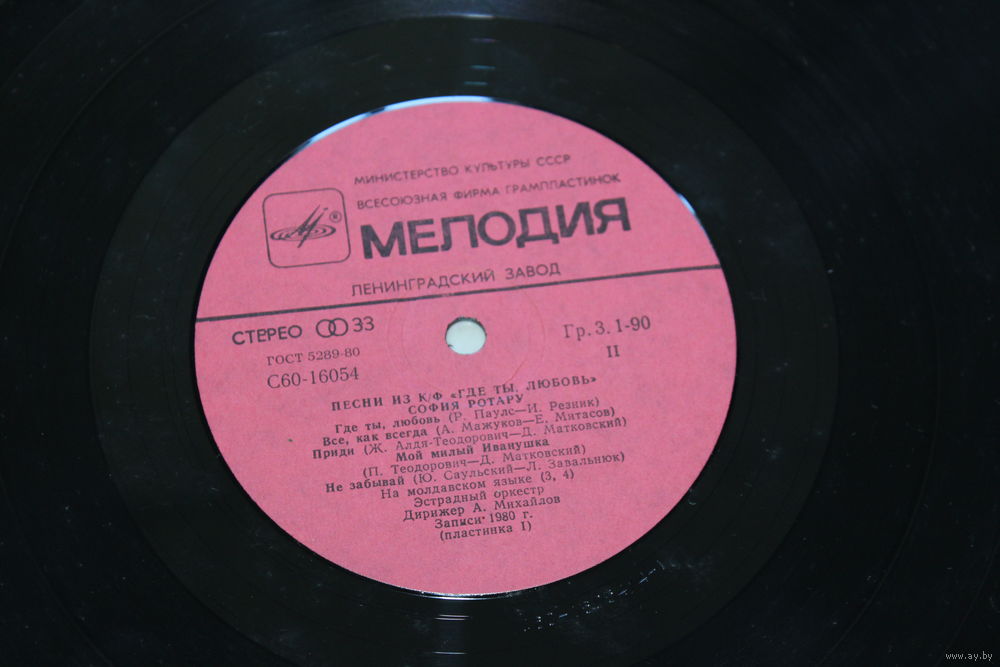 МИНИСТЕРСТВО КУЛЬТУРЫ СССР
ВСЕСОЮЗНАЯ ФИРМА ГРАМПЛАСТИНОК
МЕЛОДИЯ
®
ЛЕНИНГРАДСКИЙ ЗАВОД
СТЕРЕО 33
Гр. 3. 1-90
ГОСТ 5289-80
II
С60-16054
ПЕСНИ ИЗ К/Ф «ГДЕ ТЫ, ЛЮБОВЬ»
СОФИЯ РОТАРУ
Где ты, любовь (Р. Паулс—И. Резник)
Все, как всегда (А. Мажуков—Е. Митасов)
Приди (Ж. Алдя-Теодорович—Д. Матковский)
Мой милый Иванушка
(П. Теодорович—Д. Матковский)
Не забывай (Ю. Саульский—Л. Завальнюк)
На молдавском языке (3, 4)
Эстрадный оркестр
Дирижер А. Михайлов
Записи 1980 г.
(пластинка I)
www.ay.by